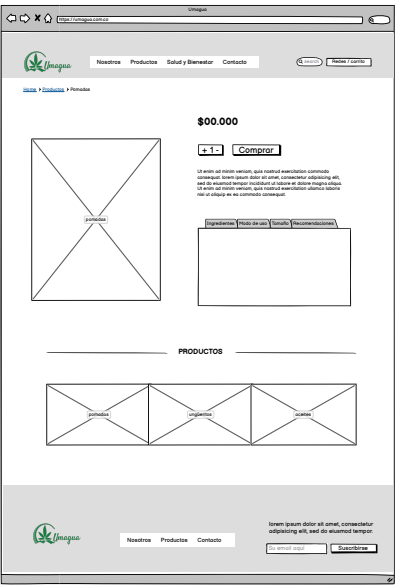 Umagua
https://umagua.com.co
Umagua
Nosotros Productos Salud y Bienestar Contacto
search
Redes / carrito
Home Productos Pomadas
$00.000
+ 1 -
Comprar
Ut enim ad minim veniam, quis nostrud exercitation commodo
consequat. lorem ipsum dolor sit amet, consectetur adipisicing elit,
sed do eiusmod tempor incididunt ut labore et dolore magna aliqua.
Ut enim ad minim veniam, quis nostrud exercitation ullamco laboris
nisi ut aliquip ex ea commodo consequat.
pomadas
Ingredientes Modo de uso Tamaño Recomendaciones
PRODUCTOS
pomadas
ungüentos
aceites
Umagua
Nosotros Productos Contacto
lorem ipsum dolor sit amet, consectetur
adipisicing elit, sed do eiusmod tempor.
Su email aquí
Suscribirse